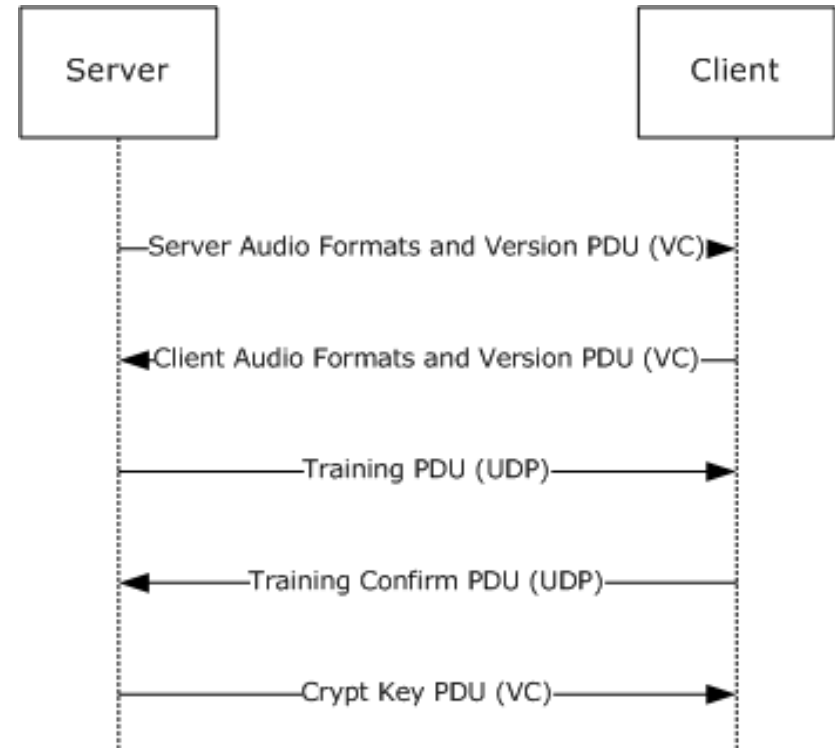 Server
Client
Server Audio Formats and Version PDU (VC)
Client Audio Formats and Version PDU (VC)
Training PDU (UDP)
Training Confirm PDU (UDP)
Crypt Key PDU (VC)